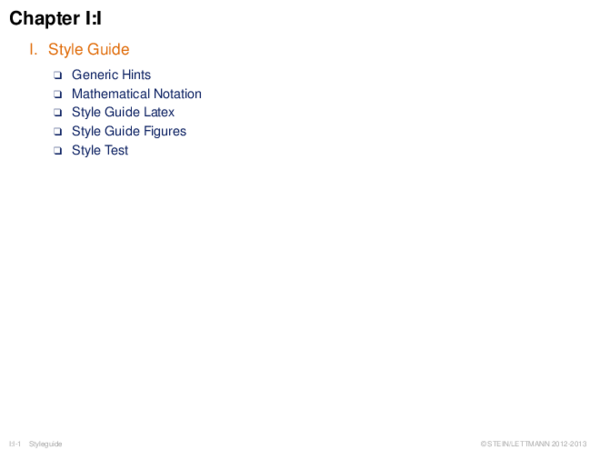 Chapter I:I
I. Style Guide
❑ Generic Hints
❑ Mathematical Notation
❑ Style Guide Latex
❑ Style Guide Figures
❑ Style Test
I:I-1 Styleguide © STEIN/LETTMANN 2012-2013